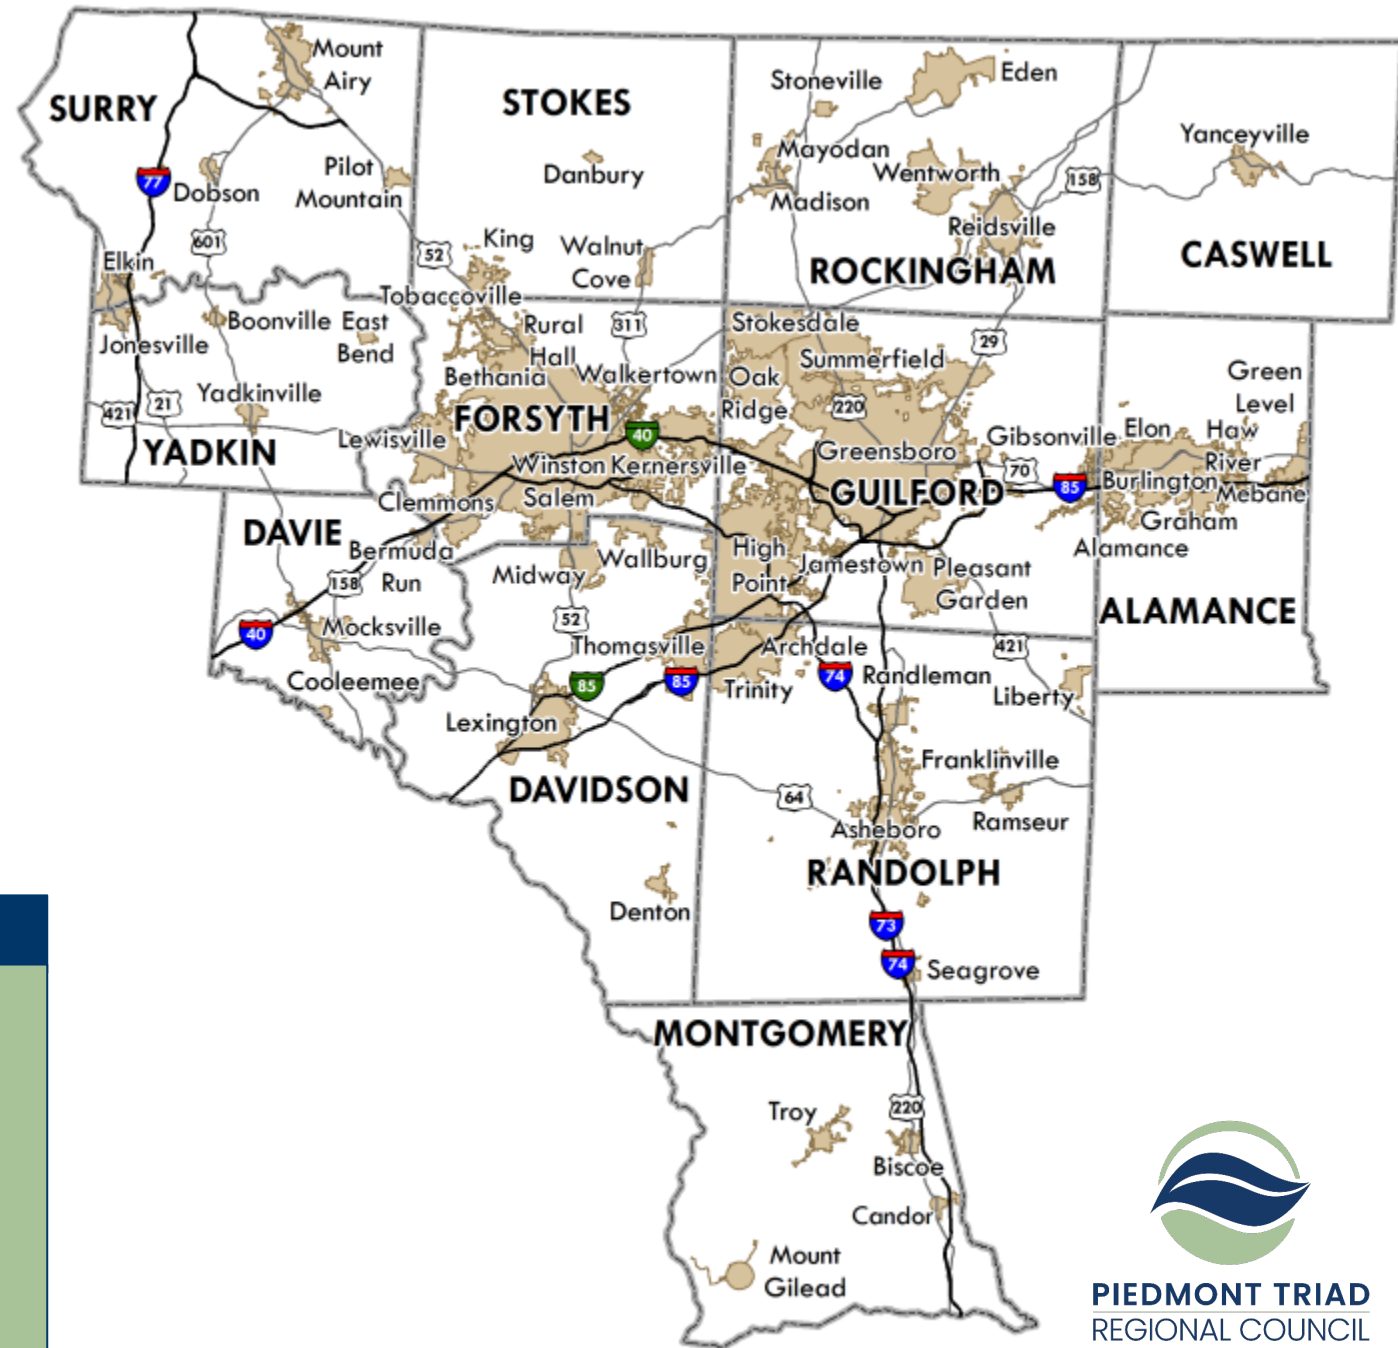 Mount
Airy
Stoneville
Eden
SURRY
STOKES
Yanceyville
Mayodan
Pilot
Mountain
Danbury
Wentworth
77
Dobson
Madison
158
Reidsville
601
52
King
Walnut
Cove
CASWELL
Elkin
ROCKINGHAM
Tobaccoville
Boonville
East
Bend
Rural
Hall
311
Stokesdale
29
Jonesville
Summerfield
Bethania
Walkertown
Oak
Ridge
Green
Level
Yadkinville
421
21
220
FORSYTH
40
Lewisville
Gibsonville
Elon
Haw
River
YADKIN
Greensboro
Winston
Salem
Kernersville
70
85
Burlington
Mebane
GUILFORD
Clemmons
Graham
DAVIE
Bermuda
Run
Wallburg
High
Point
Alamance
Midway
Jamestown
Pleasant
Garden
158
ALAMANCE
52
40
Mocksville
Thomasville
Archdale
421
Cooleemee
85
85
Trinity
74
Randleman
Liberty
Lexington
Franklinville
DAVIDSON
64
Asheboro
Ramseur
RANDOLPH
Denton
73
74
Seagrove
MONTGOMERY
Troy
220
Biscoe
Candor
Mount
Gilead
PIEDMONT TRIAD
REGIONAL COUNCIL